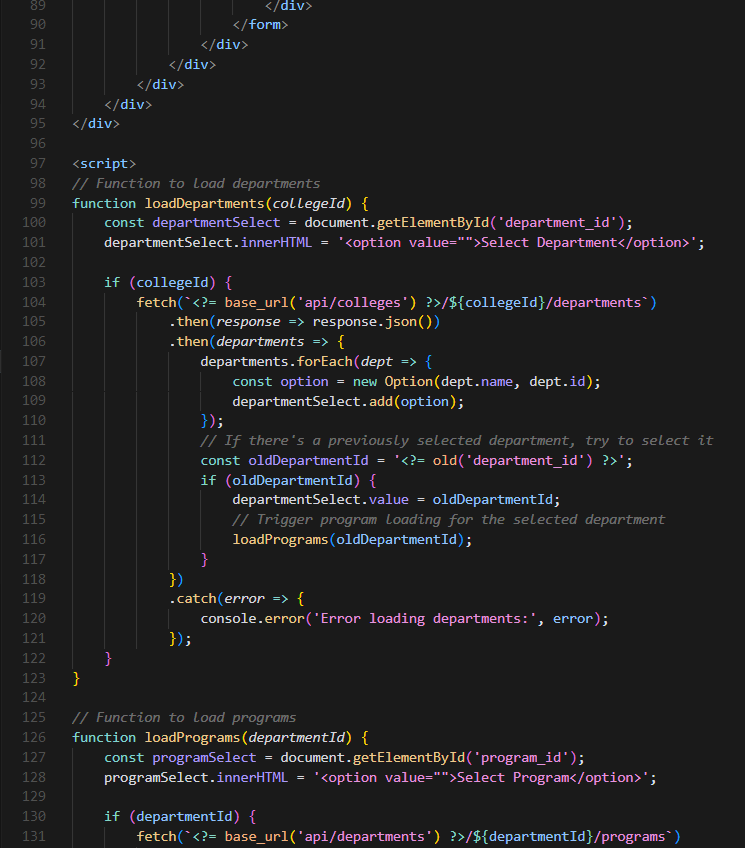 89                         </div>
90                     </form>
91                 </div>
92             </div>
93         </div>
94     </div>
95 </div>
96
97 <script>
98 // Function to load departments
99 function loadDepartments(collegeId) {
100     const departmentSelect = document.getElementById('department_id');
101     departmentSelect.innerHTML = '<option value="">Select Department</option>';
102
103     if (collegeId) {
104         fetch(`<?= base_url('api/colleges') ?>/${collegeId}/departments`)
105             .then(response => response.json())
106             .then(departments => {
107                 departments.forEach(dept => {
108                     const option = new Option(dept.name, dept.id);
109                     departmentSelect.add(option);
110                 });
111                 // If there's a previously selected department, try to select it
112                 const oldDepartmentId = '<?= old('department_id') ?>';
113                 if (oldDepartmentId) {
114                     departmentSelect.value = oldDepartmentId;
115                     // Trigger program loading for the selected department
116                     loadPrograms(oldDepartmentId);
117                 }
118             })
119             .catch(error => {
120                 console.error('Error loading departments:', error);
121             });
122     }
123 }
124
125 // Function to load programs
126 function loadPrograms(departmentId) {
127     const programSelect = document.getElementById('program_id');
128     programSelect.innerHTML = '<option value="">Select Program</option>';
129
130     if (departmentId) {
131         fetch(`<?= base_url('api/departments') ?>/${departmentId}/programs`)